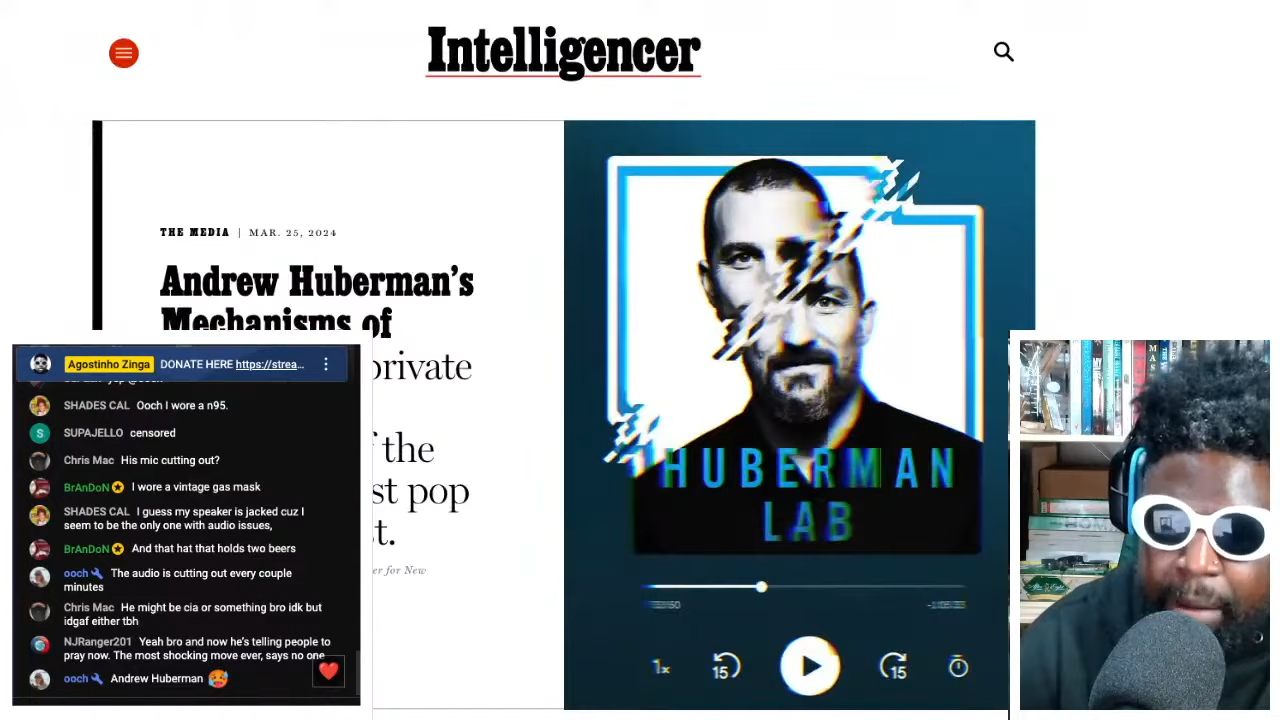 Intelligencer
THE MEDIA | MAR. 25, 2024
Andrew Huberman's
Mechanisms of
private
f the
st pop
st.
er for New
HUBERMAN
LAB
1x
15
15
Agostinho Zinga DONATE HERE https://strea...
SHADES CAL Ooch I wore a n95.
S
SUPAJELLO censored
Chris Mac His mic cutting out?
BrAnDoN I wore a vintage gas mask
SHADES CAL I guess my speaker is jacked cuz I
seem to be the only one with audio issues,
BrAnDoN And that hat that holds two beers
ooch The audio is cutting out every couple
minutes
Chris Mac He might be cia or something bro idk but
idgaf either tbh
NJRanger201 Yeah bro and now he's telling people to
pray now. The most shocking move ever, says no one
ooch Andrew Huberman